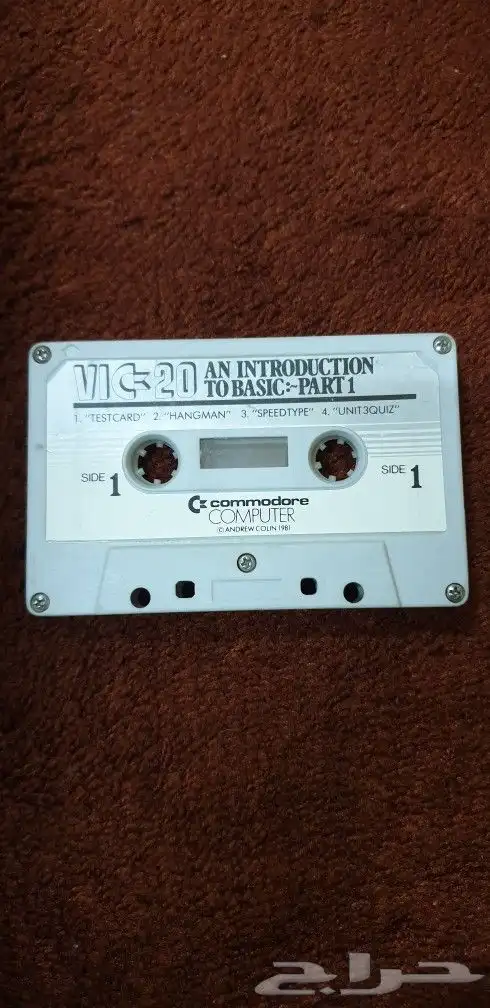 VIC-20 AN INTRODUCTION
TO BASIC:~PART 1
1. "TESTCARD" 2. "HANGMAN" 3. "SPEEDTYPE" 4. "UNIT3QUIZ"
SIDE 1
SIDE 1
commodore
COMPUTER
(C) ANDREW COLIN 1981
حراج